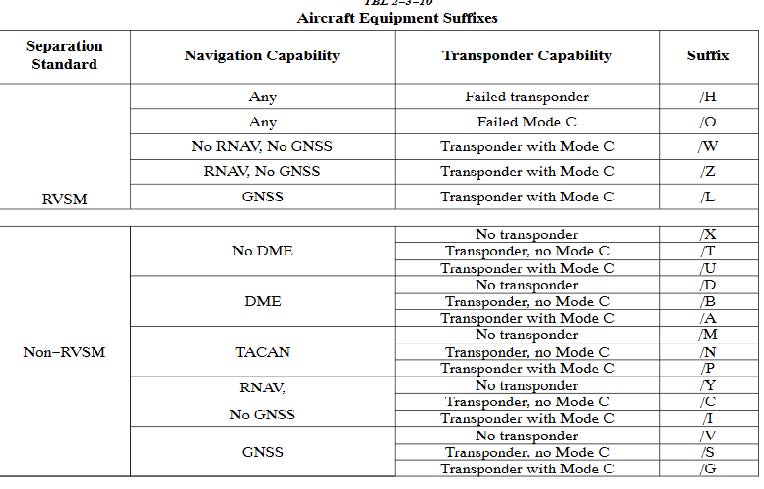 TBL 2−3−10
Aircraft Equipment Suffixes
Separation Standard Navigation Capability Transponder Capability Suffix
Any Failed transponder /H
Any Failed Mode C /O
No RNAV, No GNSS Transponder with Mode C /W
RNAV, No GNSS Transponder with Mode C /Z
RVSM GNSS Transponder with Mode C /L
No transponder /X
No DME Transponder, no Mode C /T
Transponder with Mode C /U
No transponder /D
DME Transponder, no Mode C /B
Transponder with Mode C /A
No transponder /M
Non−RVSM TACAN Transponder, no Mode C /N
Transponder with Mode C /P
RNAV, No transponder /Y
Transponder, no Mode C /C
No GNSS Transponder with Mode C /I
No transponder /V
GNSS Transponder, no Mode C /S
Transponder with Mode C /G